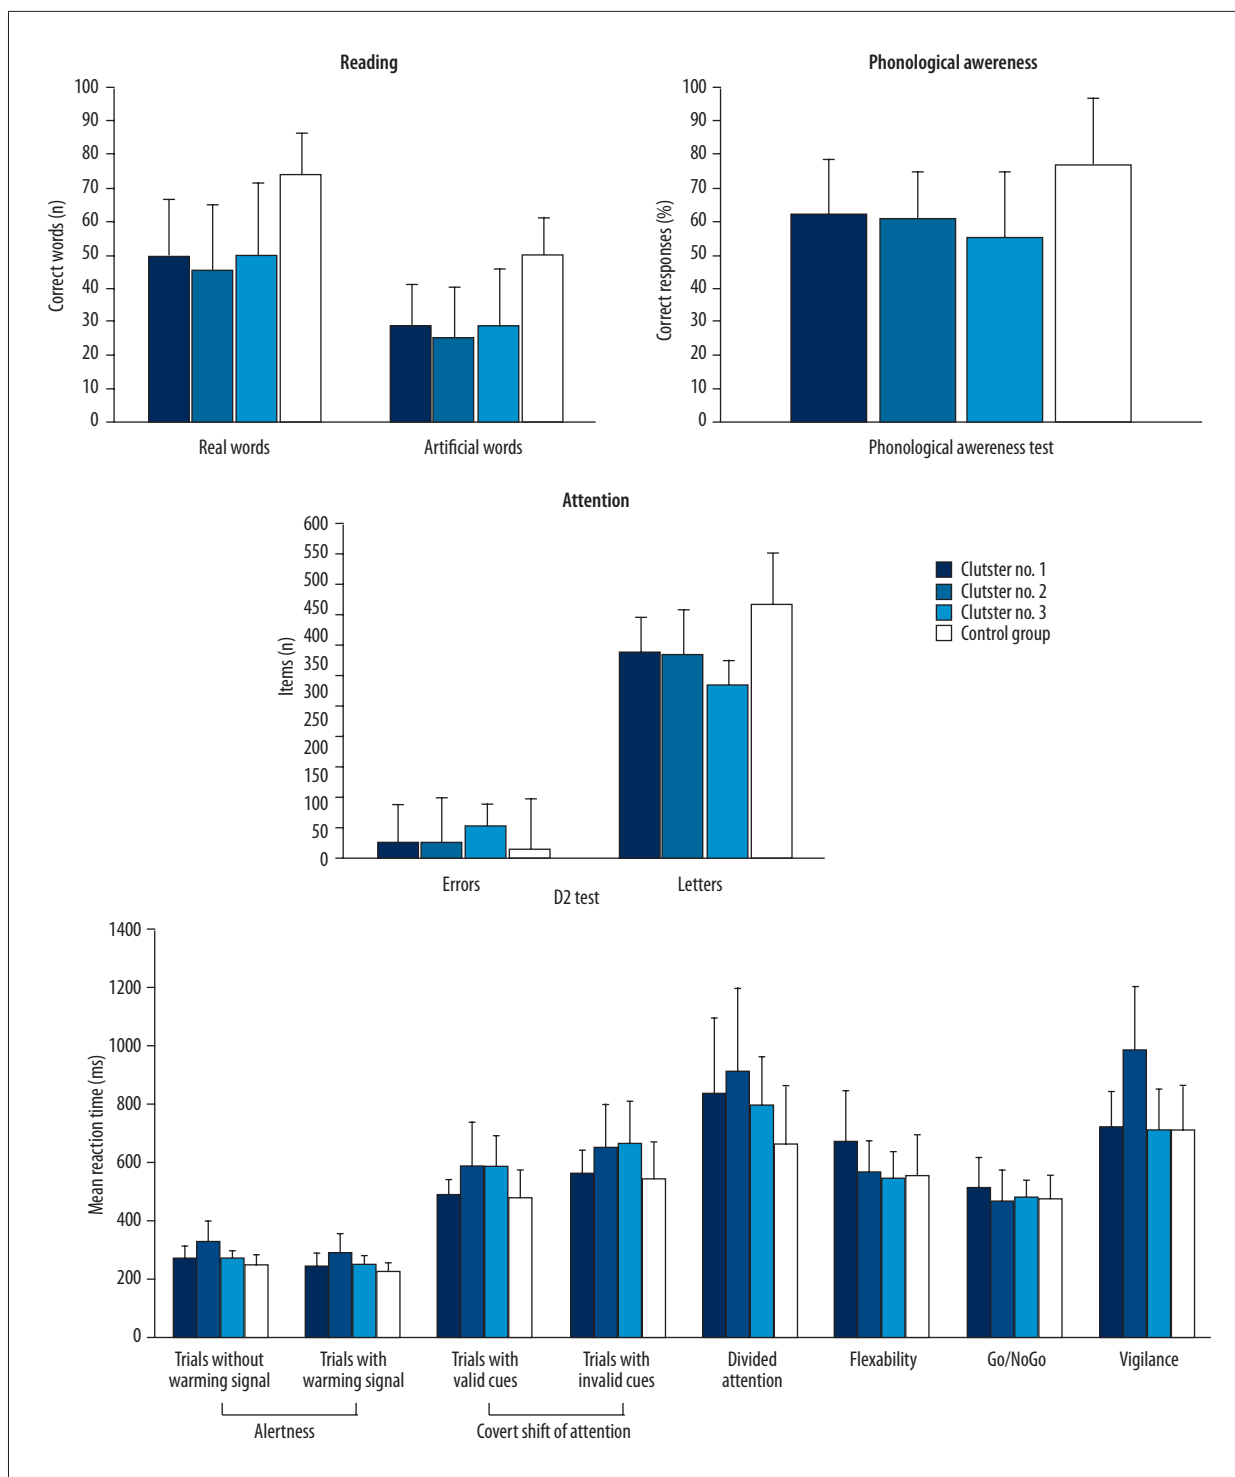 Reading
100
90
80
70
60
50
40
30
20
10
0
Correct words (n)
Real words
Artificial words
Phonological awereness
100
90
80
70
60
50
40
30
20
10
0
Correct responses (%)
Phonological awereness test
Attention
600
550
500
450
400
350
300
250
200
150
100
50
0
Items (n)
Errors
Letters
D2 test
Clutster no. 1
Clutster no. 2
Clutster no. 3
Control group
1400
1200
1000
800
600
400
200
0
Mean reaction time (ms)
Trials without
warming signal
Trials with
warming signal
Trials with
valid cues
Trials with
invalid cues
Divided
attention
Flexability
Go/NoGo
Vigilance
Alertness
Covert shift of attention